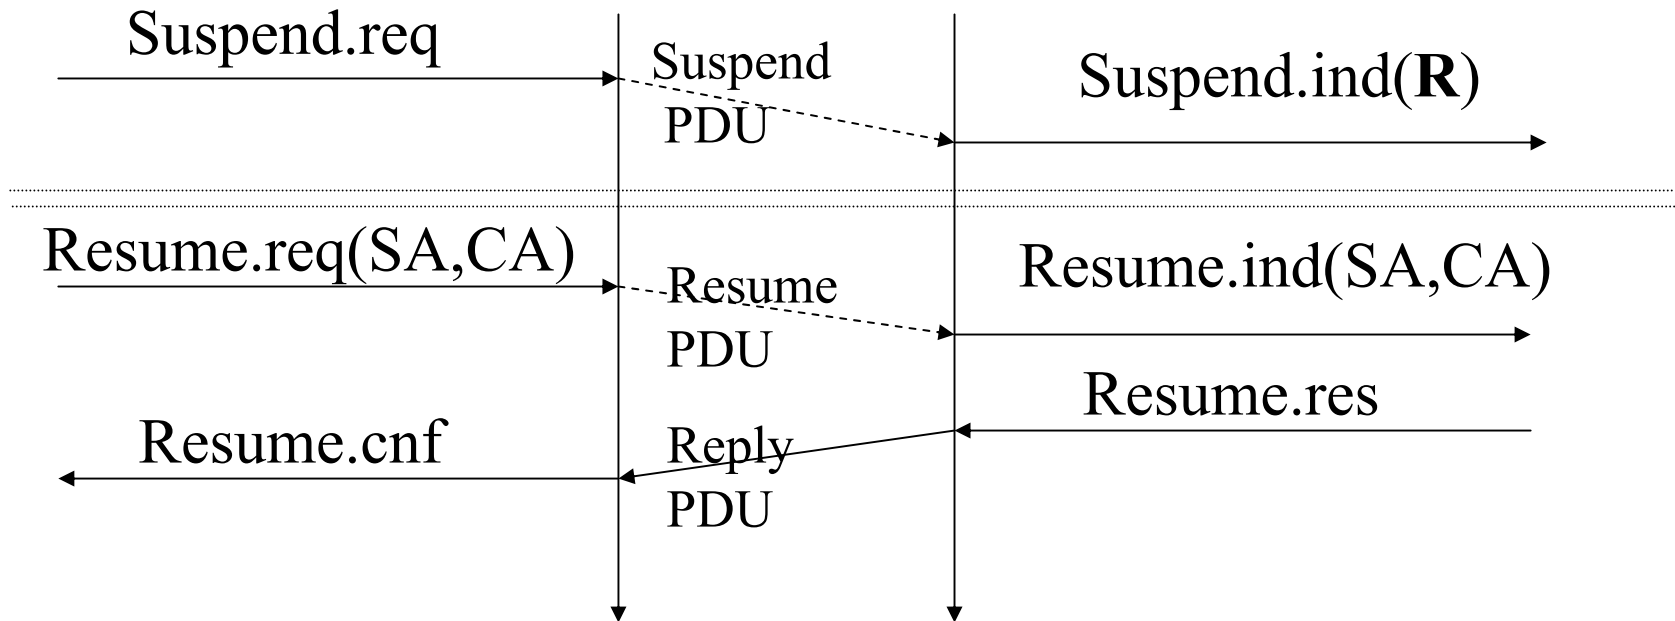 Suspend.req
Suspend
PDU
Suspend.ind(R)
Resume.req(SA,CA)
Resume
PDU
Resume.ind(SA,CA)
Resume.res
Resume.cnf
Reply
PDU